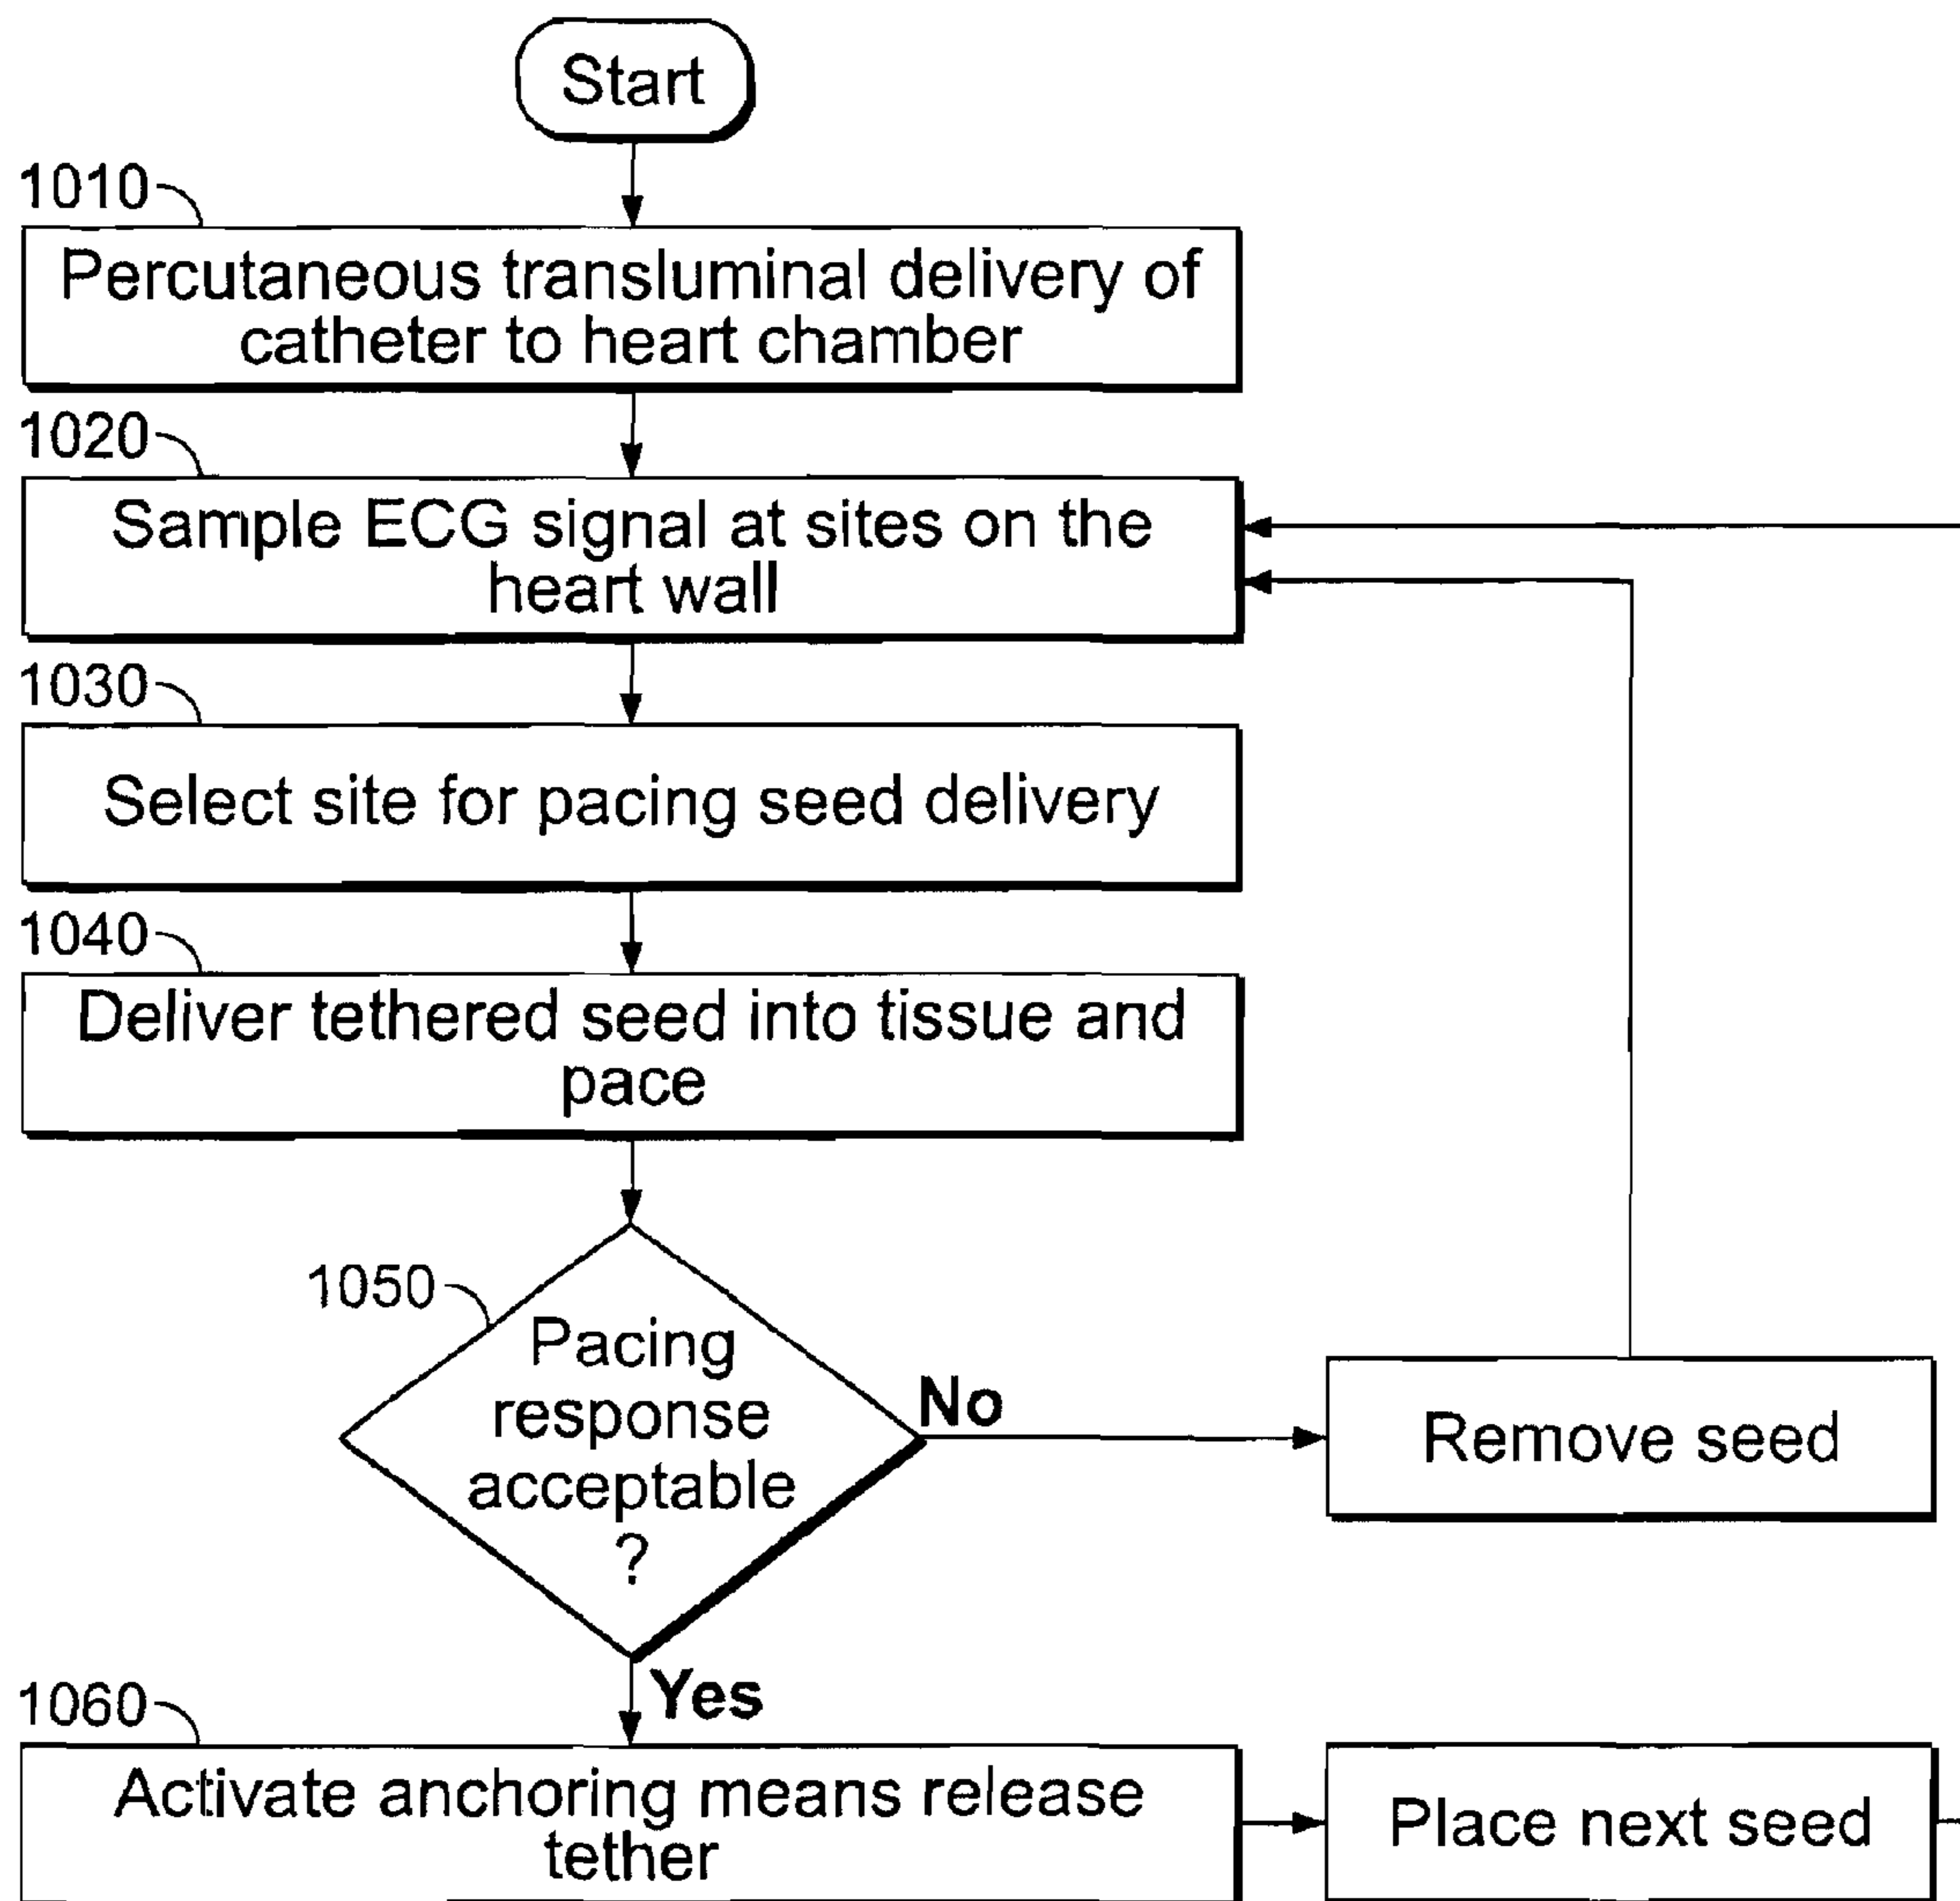 Start
1010
Percutaneous transluminal delivery of
catheter to heart chamber
1020
Sample ECG signal at sites on the
heart wall
1030
Select site for pacing seed delivery
1040
Deliver tethered seed into tissue and
pace
1050
Pacing
response
acceptable
?
No
Remove seed
Yes
1060
Activate anchoring means release
tether
Place next seed